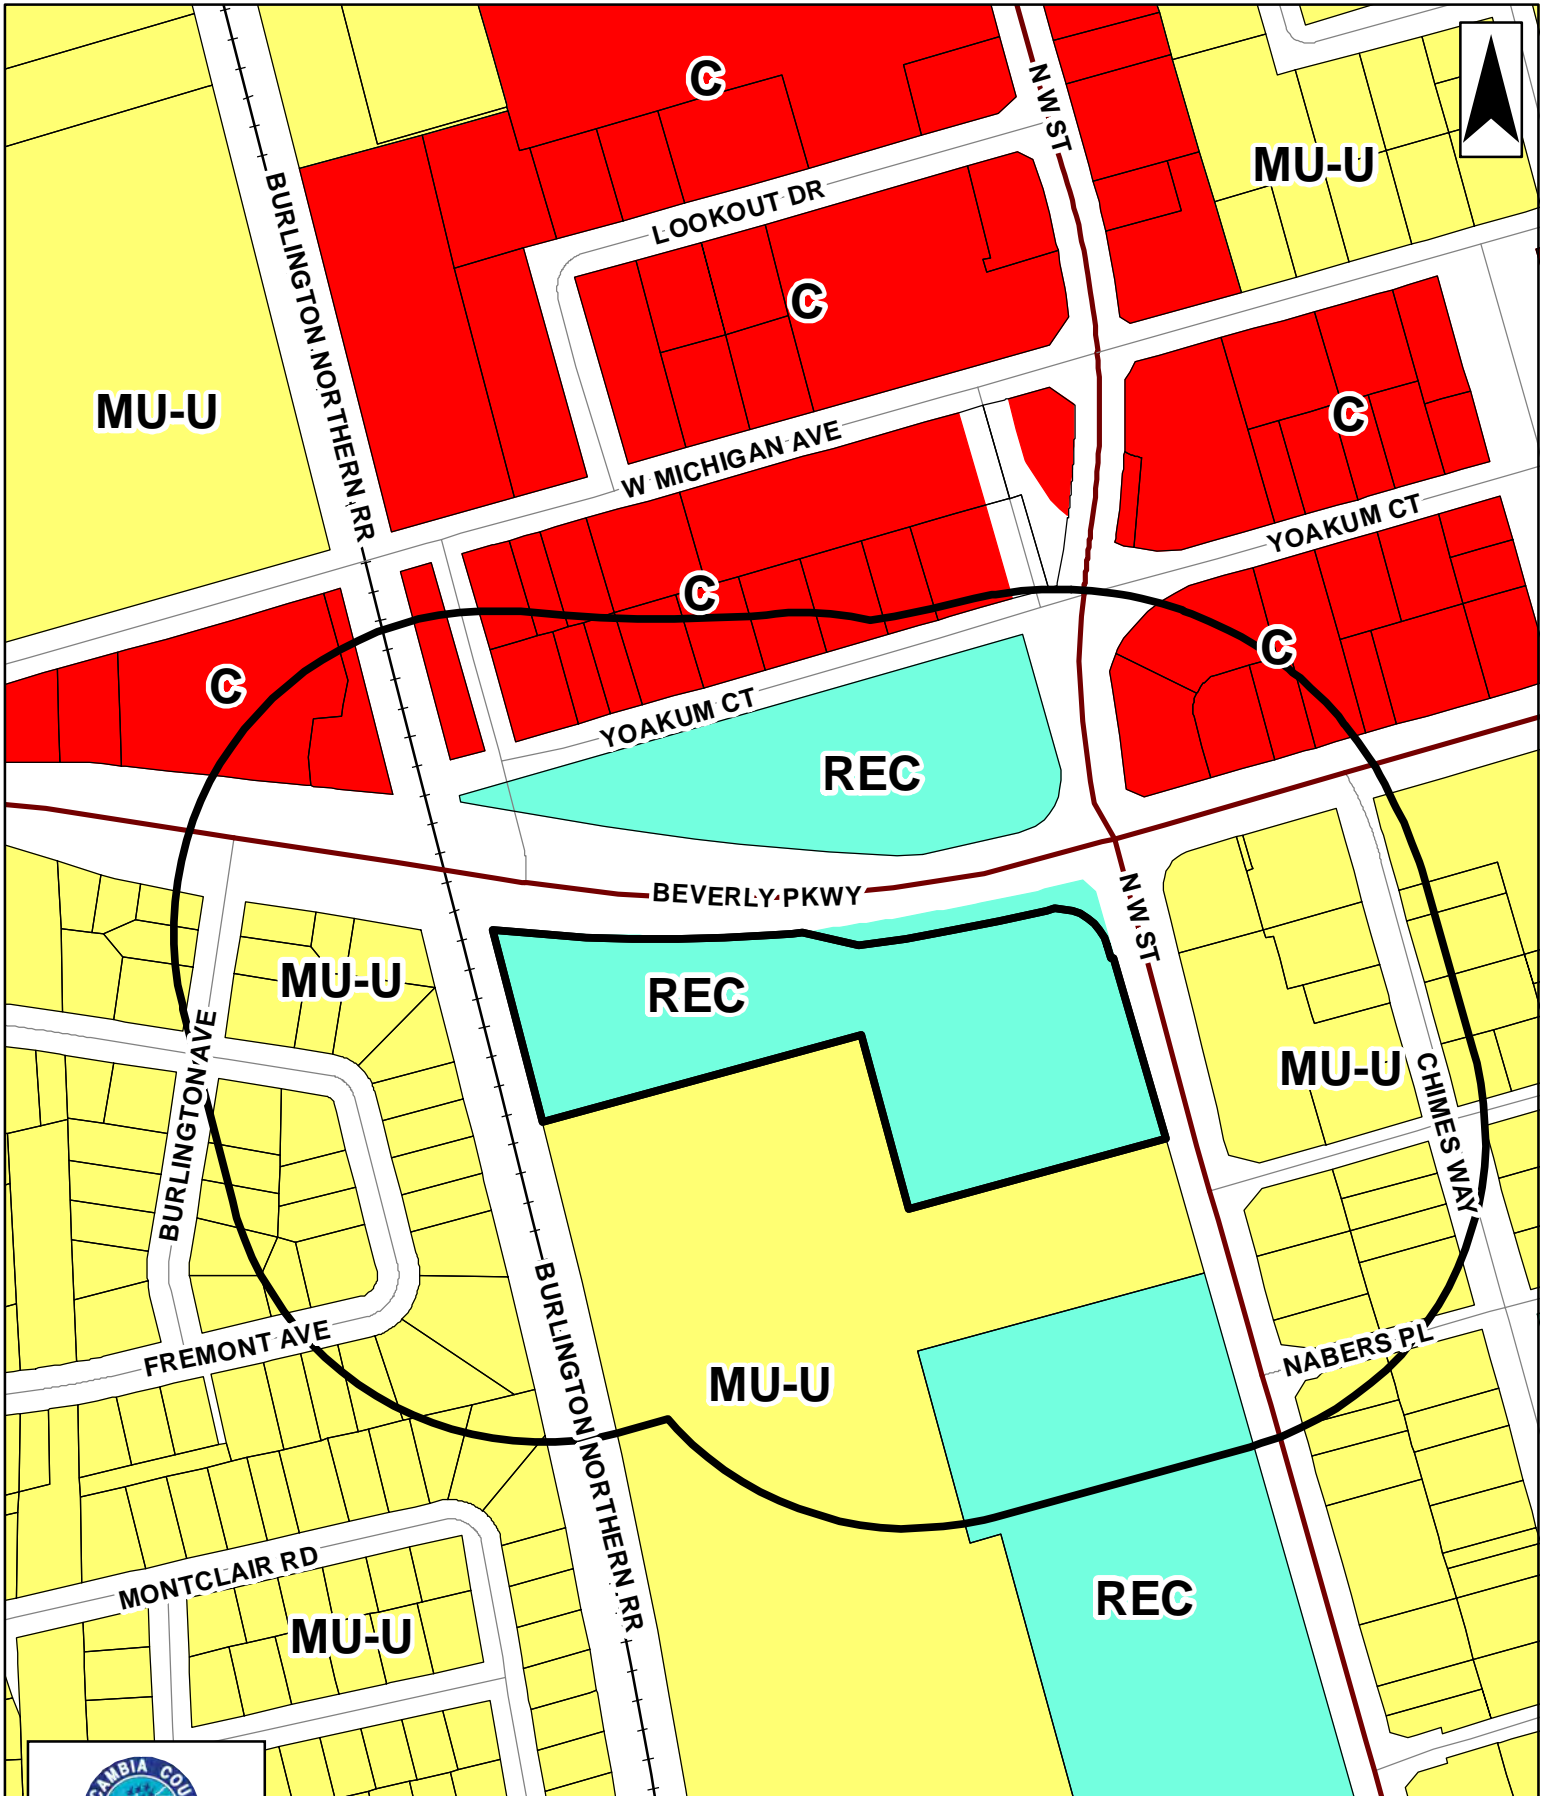 C
N W ST
MU-U
BURLINGTON NORTHERN RR
LOOKOUT DR
C
MU-U
C
W MICHIGAN AVE
YOAKUM CT
C
C
C
YOAKUM CT
REC
BEVERLY PKWY
N W ST
MU-U
REC
BURLINGTON AVE
MU-U
CHIMES WAY
BURLINGTON NORTHERN RR
FREMONT AVE
NABERS PL
MU-U
MONTCLAIR RD
REC
MU-U